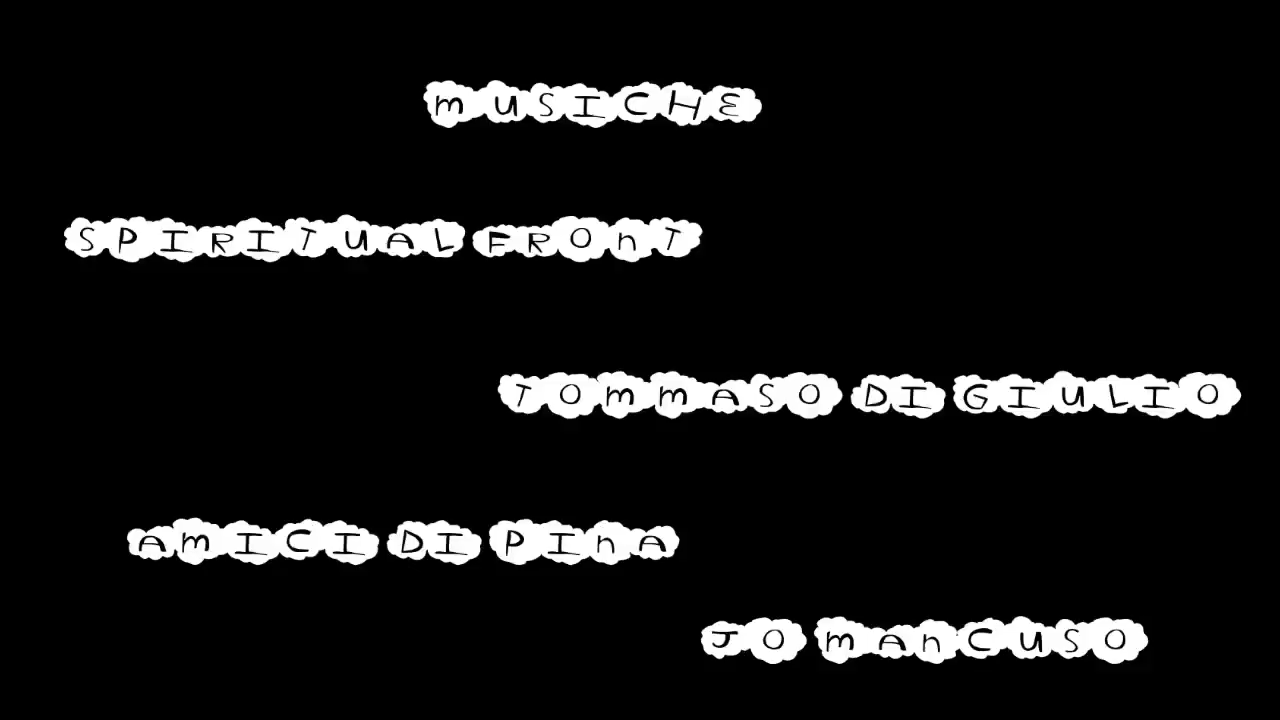 MUSICHE
SPIRITUAL FRONT
TOMMASO DI GIULIO
AMICI DI PINA
JO MANCUSO